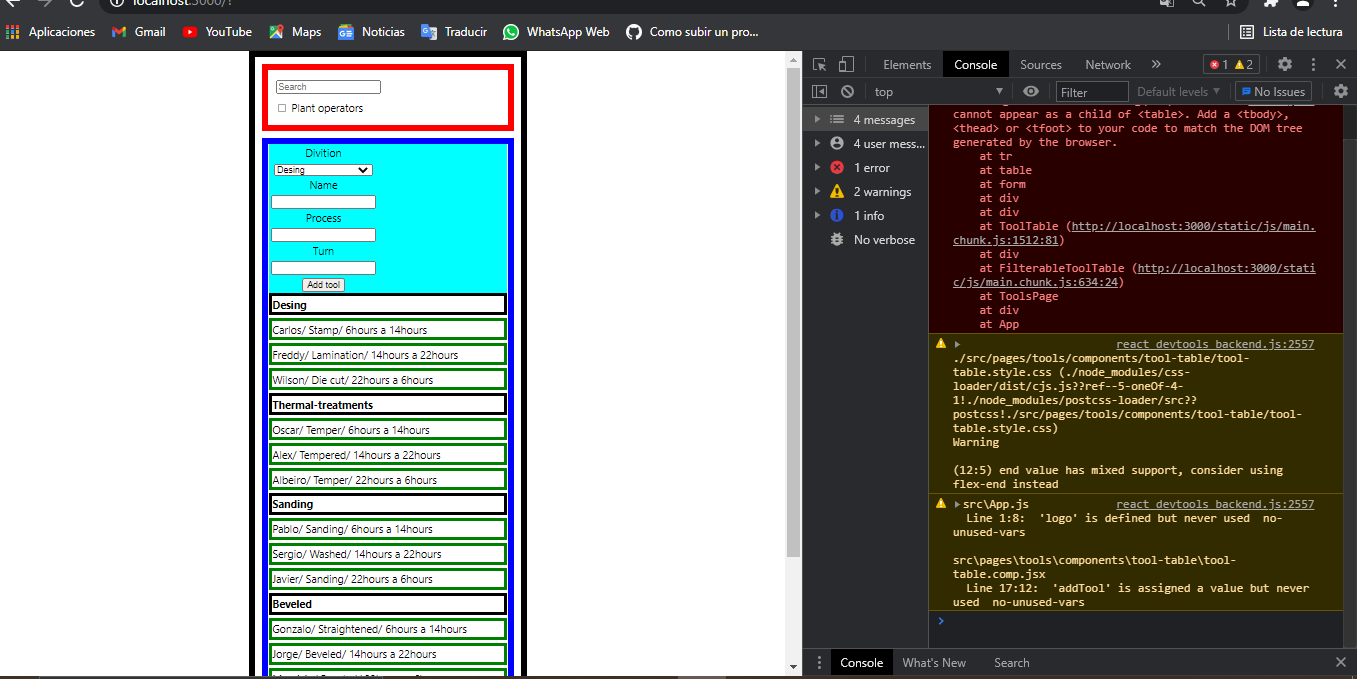 localhost:3000/?
Aplicaciones Gmail YouTube Maps Noticias Traducir WhatsApp Web Como subir un pro... Lista de lectura
Search
Plant operators
Divition
Desing
Name
Process
Turn
Add tool
Desing
Carlos/ Stamp/ 6hours a 14hours
Freddy/ Lamination/ 14hours a 22hours
Wilson/ Die cut/ 22hours a 6hours
Thermal-treatments
Oscar/ Temper/ 6hours a 14hours
Alex/ Tempered/ 14hours a 22hours
Albeiro/ Temper/ 22hours a 6hours
Sanding
Pablo/ Sanding/ 6hours a 14hours
Sergio/ Washed/ 14hours a 22hours
Javier/ Sanding/ 22hours a 6hours
Beveled
Gonzalo/ Straightened/ 6hours a 14hours
Jorge/ Beveled/ 14hours a 22hours
Elements Console Sources Network » 1 2
top Filter Default levels No Issues
4 messages
4 user mess...
1 error
2 warnings
1 info
No verbose
cannot appear as a child of <table>. Add a <tbody>,
<thead> or <tfoot> to your code to match the DOM tree
generated by the browser.
at tr
at table
at form
at div
at div
at ToolTable (http://localhost:3000/static/js/main.
chunk.js:1512:81)
at div
at FilterableToolTable (http://localhost:3000/stati
c/js/main.chunk.js:634:24)
at ToolsPage
at div
at App
react devtools backend.js:2557
./src/pages/tools/components/tool-table/tool-
table.style.css (./node_modules/css-
loader/dist/cjs.js??ref--5-oneOf-4-
1!./node_modules/postcss-loader/src??
postcss!./src/pages/tools/components/tool-table/tool-
table.style.css)
Warning
(12:5) end value has mixed support, consider using
flex-end instead
src\App.js react devtools backend.js:2557
Line 1:8: 'logo' is defined but never used no-
unused-vars
src\pages\tools\components\tool-table\tool-
table.comp.jsx
Line 17:12: 'addTool' is assigned a value but never
used no-unused-vars
Console What's New Search